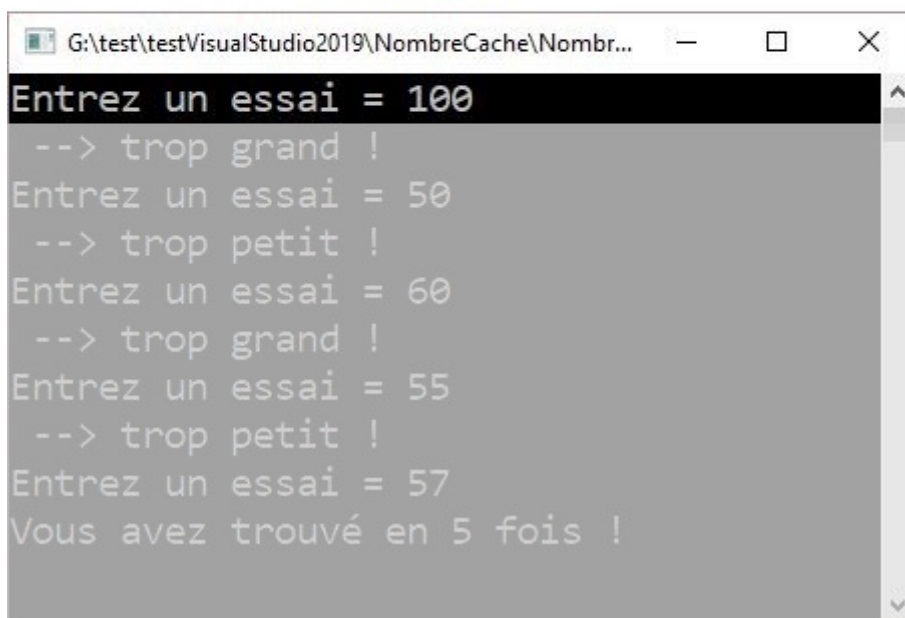 G:\test\testVisualStudio2019\NombreCache\Nombr...
Entrez un essai = 100
--> trop grand !
Entrez un essai = 50
--> trop petit !
Entrez un essai = 60
--> trop grand !
Entrez un essai = 55
--> trop petit !
Entrez un essai = 57
Vous avez trouvé en 5 fois !